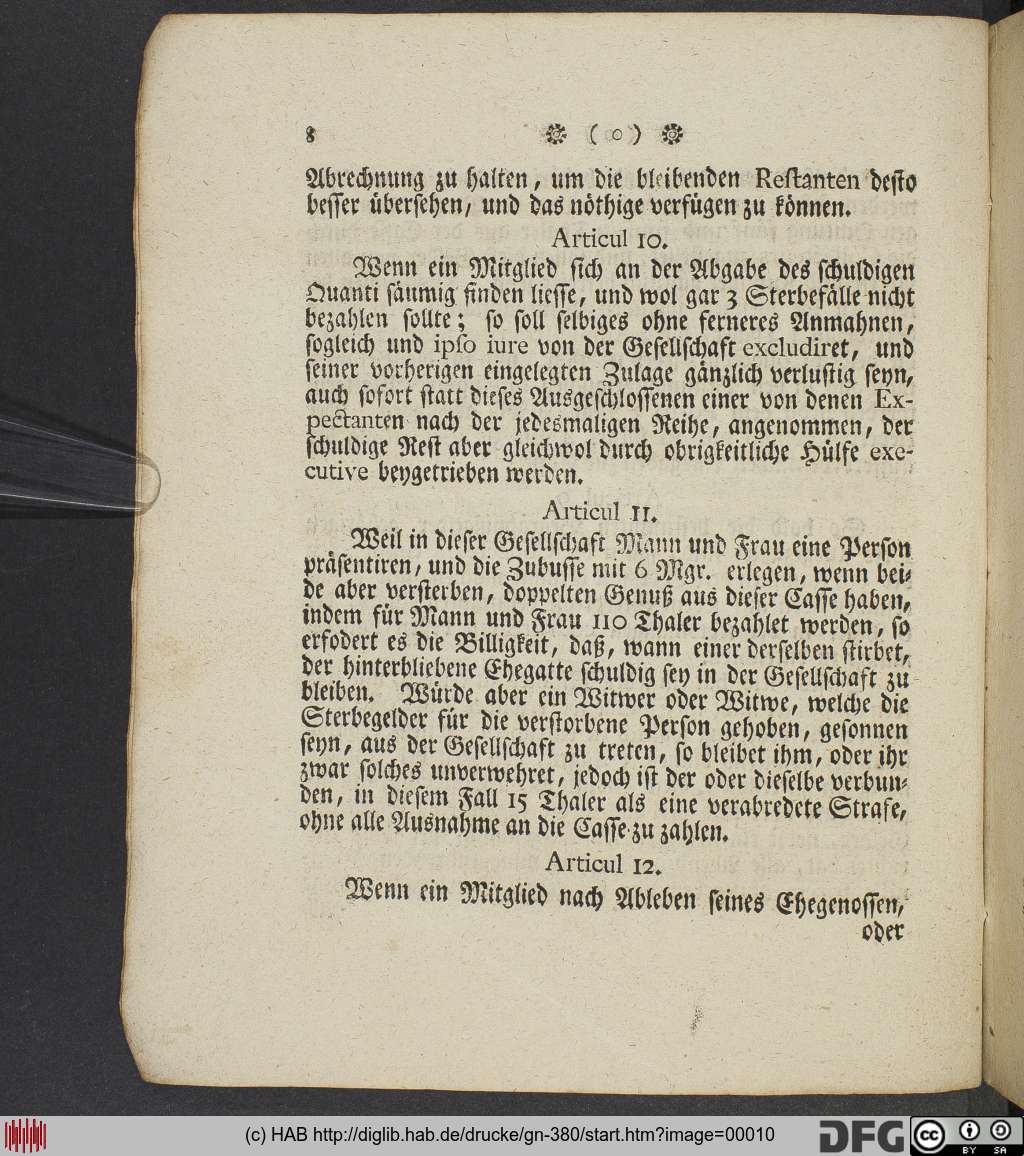 8 ❁ ( o ) ❁
Abrechnung zu halten, um die bleibenden Reſtanten deſto
beſſer überſehen, und das nöthige verfügen zu können.
Articul 10.
Wenn ein Mitglied ſich an der Abgabe des ſchuldigen
Quanti ſäumig finden lieſſe, und wol gar 3 Sterbefälle nicht
bezahlen ſollte; ſo ſoll ſelbiges ohne ferneres Anmahnen,
ſogleich und ipſo iure von der Geſellſchaft excludiret, und
ſeiner vorherigen eingelegten Zulage gänzlich verluſtig ſeyn,
auch ſofort ſtatt dieſes Ausgeſchloſſenen einer von denen Ex-
pectanten nach der jedesmaligen Reihe, angenommen, der
ſchuldige Reſt aber gleichwol durch obrigkeitliche Hülfe exe-
cutive beygetrieben werden.
Articul 11.
Weil in dieſer Geſellſchaft Mann und Frau eine Perſon
präſentiren, und die Zubuſſe mit 6 Mgr. erlegen, wenn bei-
de aber verſterben, doppelten Genuß aus dieſer Caſſe haben,
indem für Mann und Frau 110 Thaler bezahlet werden, ſo
erfodert es die Billigkeit, daß, wann einer derſelben ſtirbet,
der hinterbliebene Ehegatte ſchuldig ſey in der Geſellſchaft zu
bleiben. Würde aber ein Witwer oder Witwe, welche die
Sterbegelder für die verſtorbene Perſon gehoben, geſonnen
ſeyn, aus der Geſellſchaft zu treten, ſo bleibet ihm, oder ihr
zwar ſolches unverwehret, jedoch iſt der oder dieſelbe verbun-
den, in dieſem Fall 15 Thaler als eine verabredete Strafe,
ohne alle Ausnahme an die Caſſe zu zahlen.
Articul 12.
Wenn ein Mitglied nach Ableben ſeines Ehegenoſſen,
oder
(c) HAB http://diglib.hab.de/drucke/gn-380/start.htm?image=00010
DFG
cc BY SA